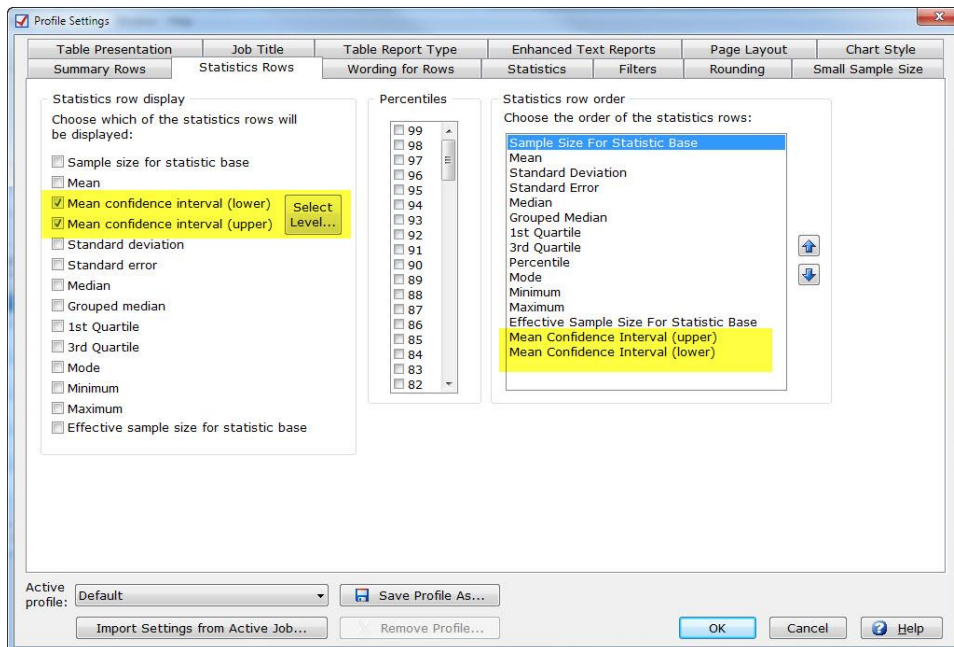 Profile Settings
Table Presentation
Job Title
Table Report Type
Enhanced Text Reports
Page Layout
Chart Style
Summary Rows
Statistics Rows
Wording for Rows
Statistics
Filters
Rounding
Small Sample Size
Statistics row display
Choose which of the statistics rows will
be displayed:
Sample size for statistic base
Mean
Mean confidence interval (lower)
Mean confidence interval (upper)
Select
Level...
Standard deviation
Standard error
Median
Grouped median
1st Quartile
3rd Quartile
Mode
Minimum
Maximum
Effective sample size for statistic base
Percentiles
99
98
97
96
95
94
93
92
91
90
89
88
87
86
85
84
83
82
Statistics row order
Choose the order of the statistics rows:
Sample Size For Statistic Base
Mean
Standard Deviation
Standard Error
Median
Grouped Median
1st Quartile
3rd Quartile
Percentile
Mode
Minimum
Maximum
Effective Sample Size For Statistic Base
Mean Confidence Interval (upper)
Mean Confidence Interval (lower)
Active
profile:
Default
Save Profile As...
Import Settings from Active Job...
Remove Profile...
OK
Cancel
Help